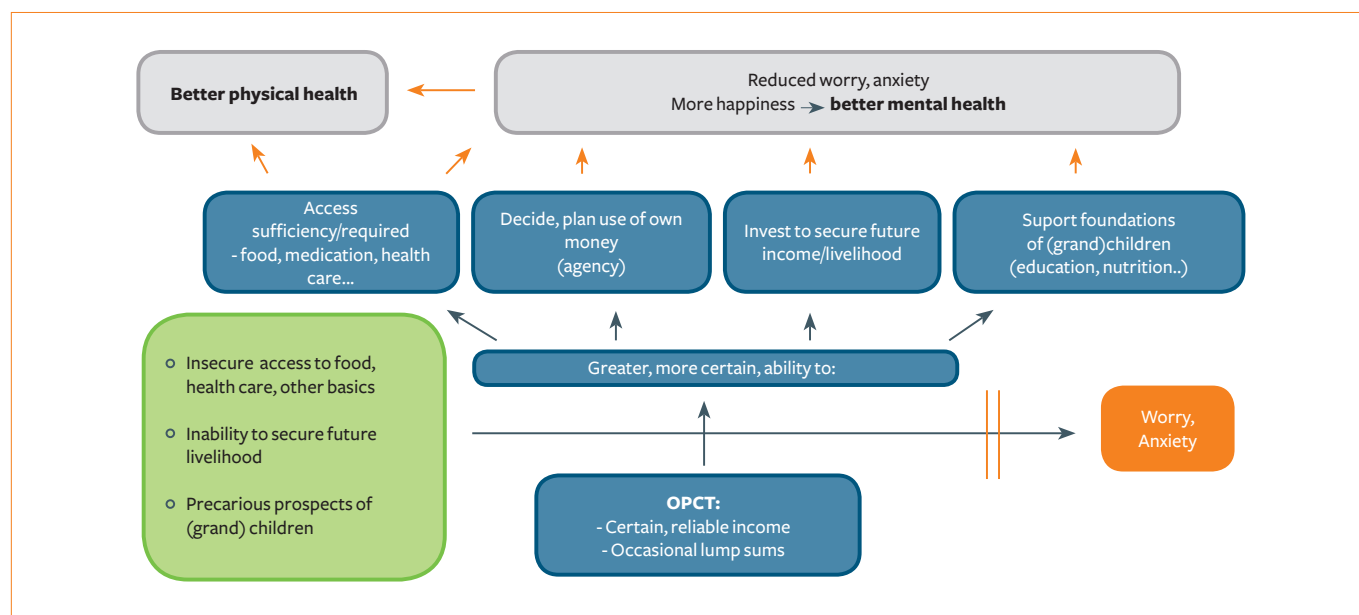 Better physical health
Reduced worry, anxiety
More happiness → better mental health
Access
sufficiency/required
- food, medication, health
care...
Decide, plan use of own
money
(agency)
Invest to secure future
income/livelihood
Suport foundations
of (grand)children
(education, nutrition..)
Insecure access to food,
health care, other basics
Inability to secure future
livelihood
Precarious prospects of
(grand) children
Greater, more certain, ability to:
Worry,
Anxiety
OPCT:
- Certain, reliable income
- Occasional lump sums